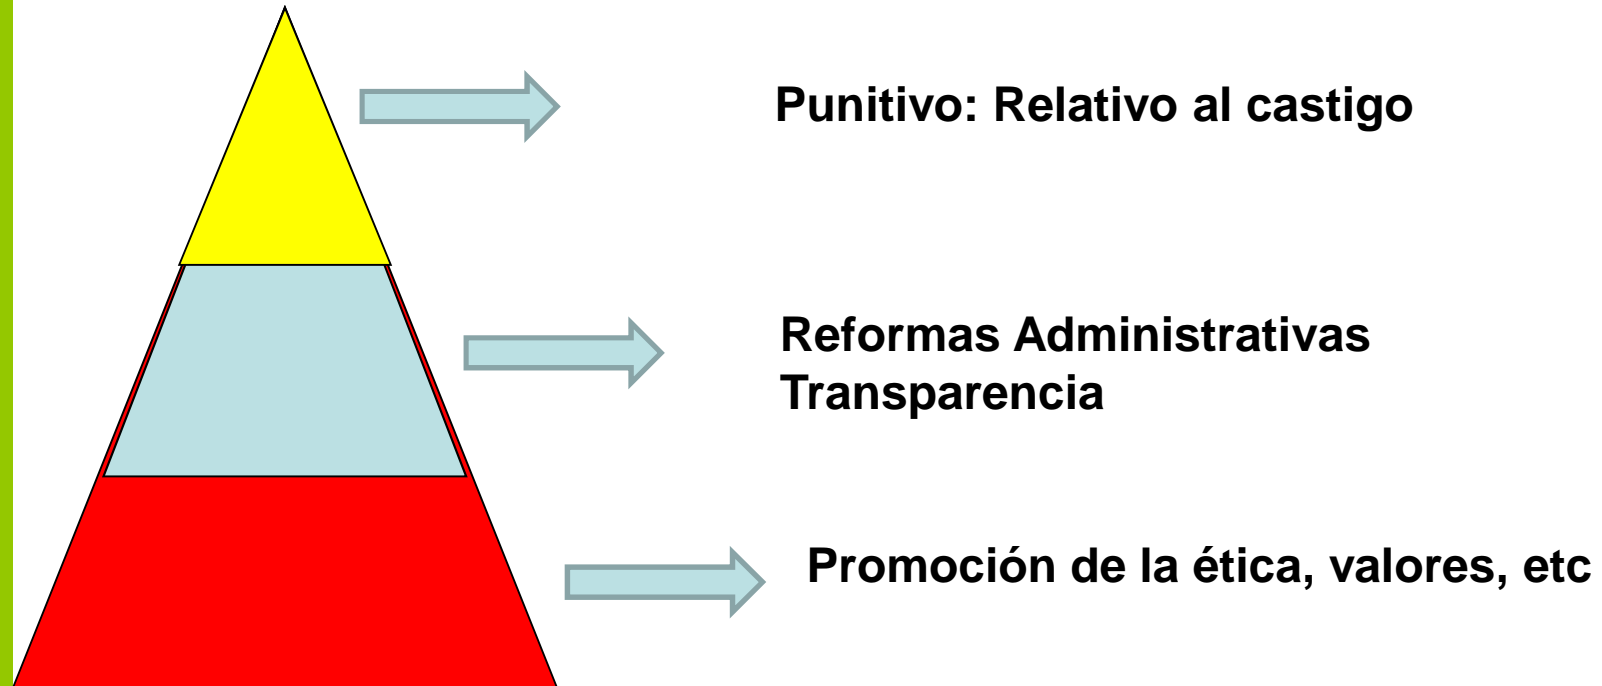 Punitivo: Relativo al castigo
Reformas Administrativas
Transparencia
Promoción de la ética, valores, etc